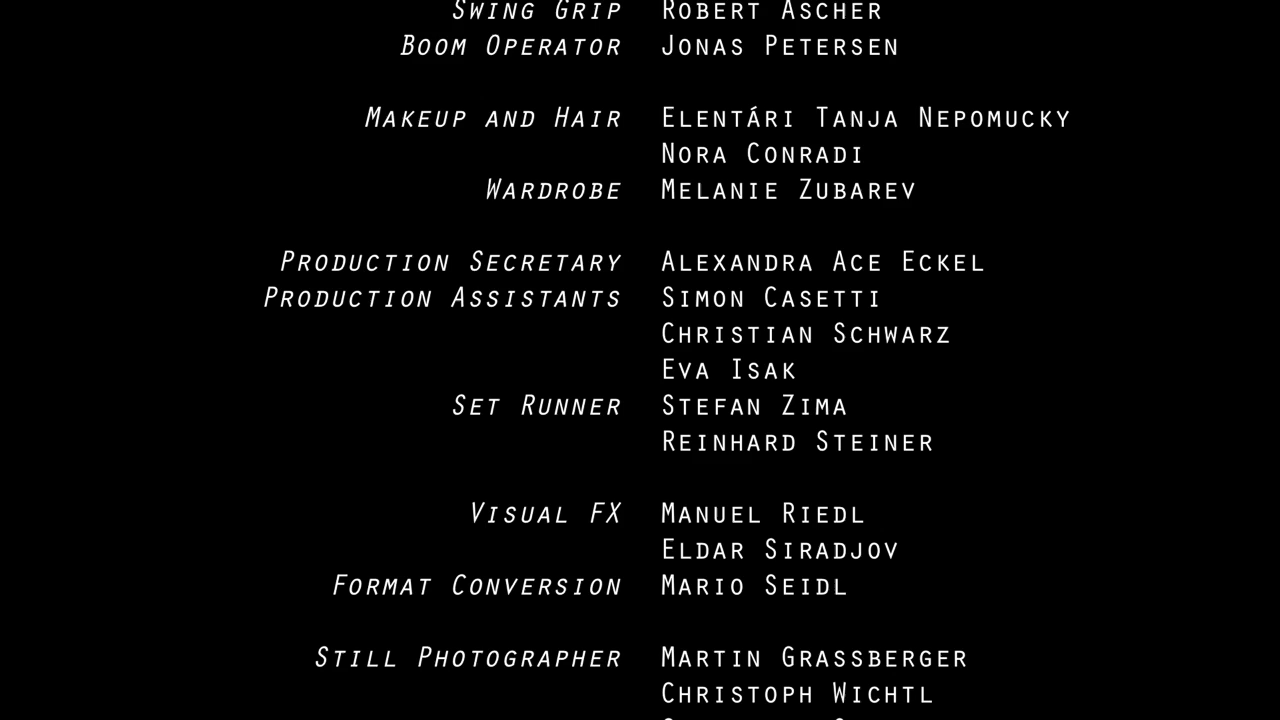 Swing Grip Robert Ascher
Boom Operator Jonas Petersen
Makeup and Hair Elentári Tanja Nepomucky
Nora Conradi
Wardrobe Melanie Zubarev
Production Secretary Alexandra Ace Eckel
Production Assistants Simon Casetti
Christian Schwarz
Eva Isak
Set Runner Stefan Zima
Reinhard Steiner
Visual FX Manuel Riedl
Eldar Siradjov
Format Conversion Mario Seidl
Still Photographer Martin Grassberger
Christoph Wichtl